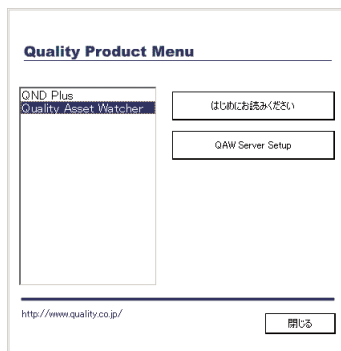 Quality Product Menu
QND Plus
Quality Asset Watcher
はじめにお読みください
QAW Server Setup
http://www.quality.co.jp/
閉じる